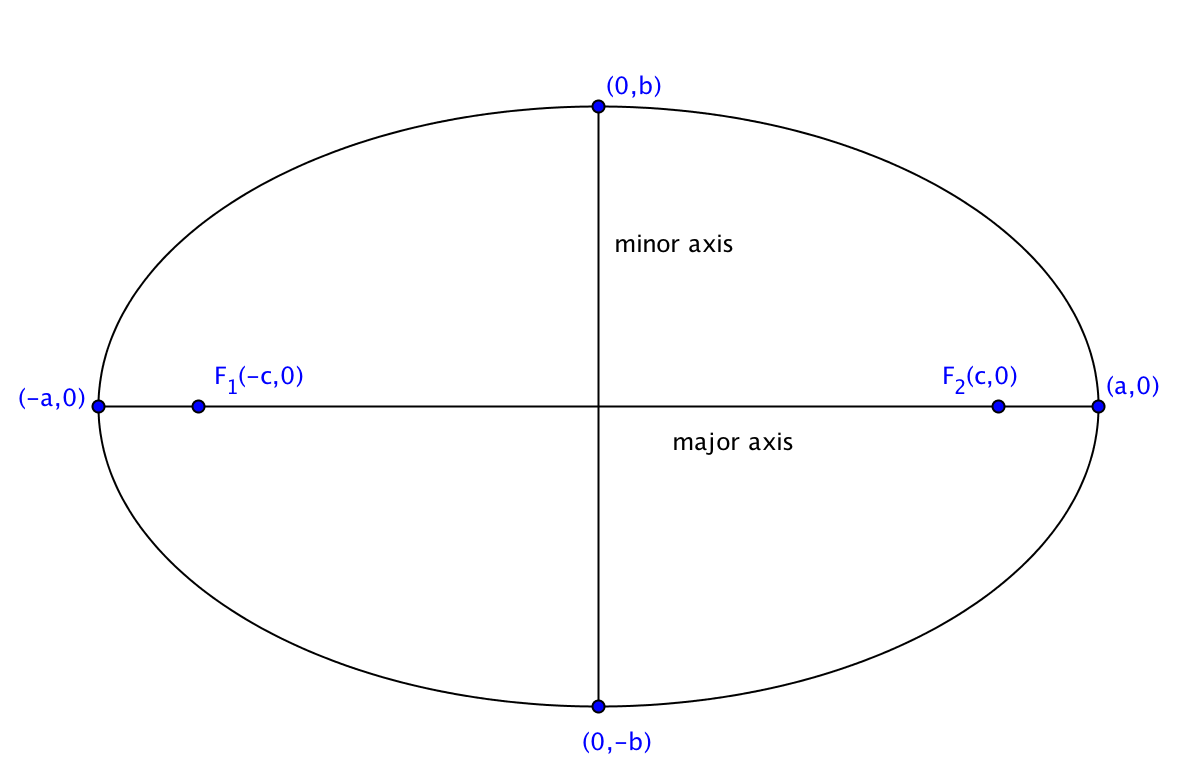 (0,b)
minor axis
F₁(-c,0)
F₂(c,0)
(-a,0)
(a,0)
major axis
(0,-b)